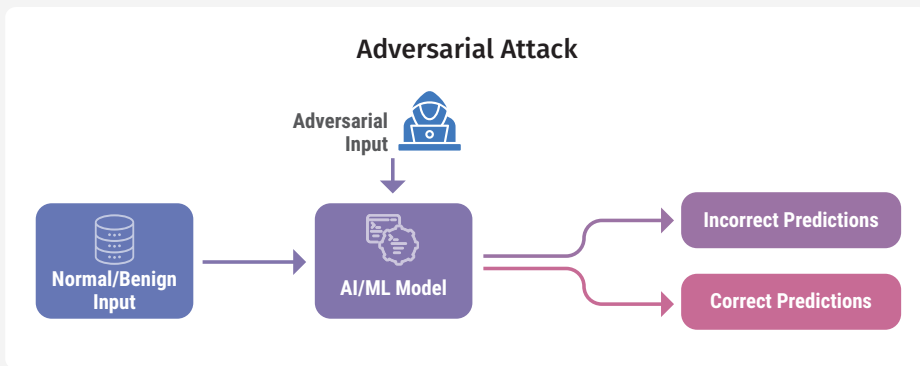 Adversarial Attack
Adversarial
Input
Normal/Benign
Input
AI/ML Model
Incorrect Predictions
Correct Predictions